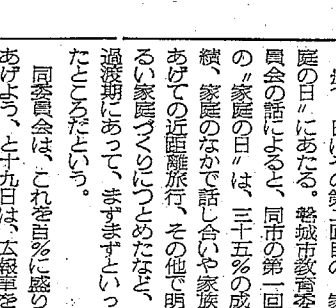 庭の日〃にあたる。磐城市教育委
員会の話によると、同市の第一回
の〃家庭の日〃は、三十五%の成
績、家庭のなかで話し合いや家族
あげての近距離旅行、その他で明
るい家庭づくりにつとめたなど、
過渡期にあって、まずまずといっ
たところだという。
同委員会は、これを百%に盛り
あげよう、と十九日は、広報車を